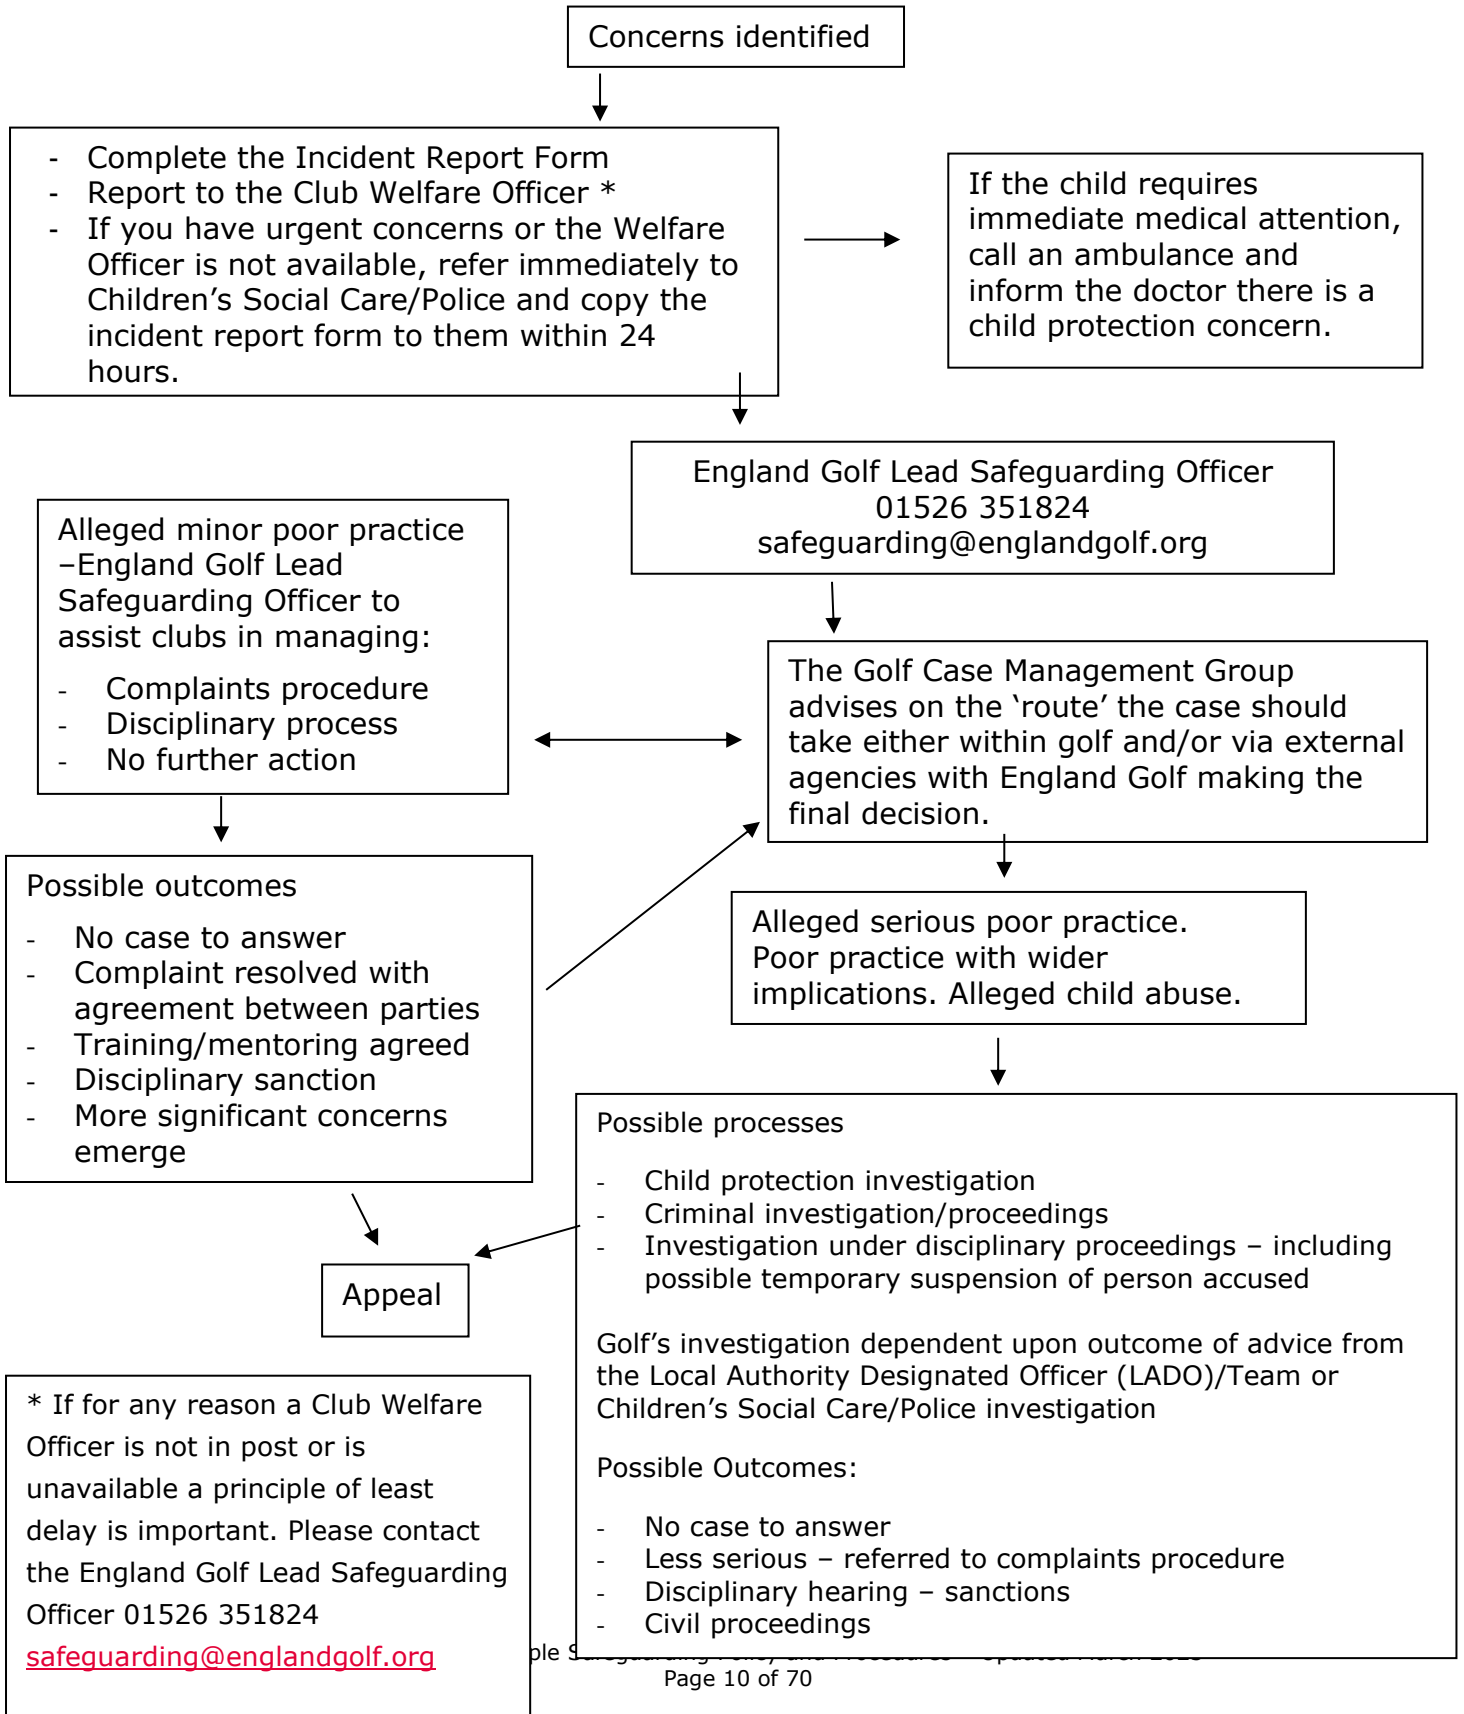 Concerns identified
- Complete the Incident Report Form
- Report to the Club Welfare Officer *
- If you have urgent concerns or the Welfare
Officer is not available, refer immediately to
Children’s Social Care/Police and copy the
incident report form to them within 24
hours.
If the child requires
immediate medical attention,
call an ambulance and
inform the doctor there is a
child protection concern.
England Golf Lead Safeguarding Officer
01526 351824
safeguarding@englandgolf.org
Alleged minor poor practice
–England Golf Lead
Safeguarding Officer to
assist clubs in managing:
- Complaints procedure
- Disciplinary process
- No further action
The Golf Case Management Group
advises on the ‘route’ the case should
take either within golf and/or via external
agencies with England Golf making the
final decision.
Possible outcomes
- No case to answer
- Complaint resolved with
agreement between parties
- Training/mentoring agreed
- Disciplinary sanction
- More significant concerns
emerge
Alleged serious poor practice.
Poor practice with wider
implications. Alleged child abuse.
Possible processes
- Child protection investigation
- Criminal investigation/proceedings
- Investigation under disciplinary proceedings – including
possible temporary suspension of person accused
Golf’s investigation dependent upon outcome of advice from
the Local Authority Designated Officer (LADO)/Team or
Children’s Social Care/Police investigation
Possible Outcomes:
- No case to answer
- Less serious – referred to complaints procedure
- Disciplinary hearing – sanctions
- Civil proceedings
Appeal
* If for any reason a Club Welfare
Officer is not in post or is
unavailable a principle of least
delay is important. Please contact
the England Golf Lead Safeguarding
Officer 01526 351824
safeguarding@englandgolf.org
Page 10 of 70